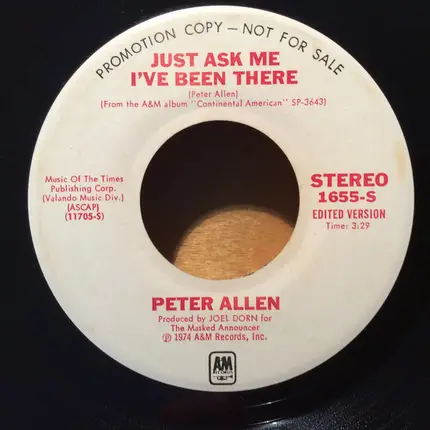 PROMOTION COPY — NOT FOR SALE
JUST ASK ME
I'VE BEEN THERE
(Peter Allen)
(From the A&M album "Continental American" SP-3643)
Music Of The Times
Publishing Corp.
(Valando Music Div.)
(ASCAP)
(11705-S)
STEREO
1655-S
EDITED VERSION
Time: 3:29
PETER ALLEN
Produced by JOEL DORN for
The Masked Announcer
℗ 1974 A&M Records, Inc.
AM
RECORDS